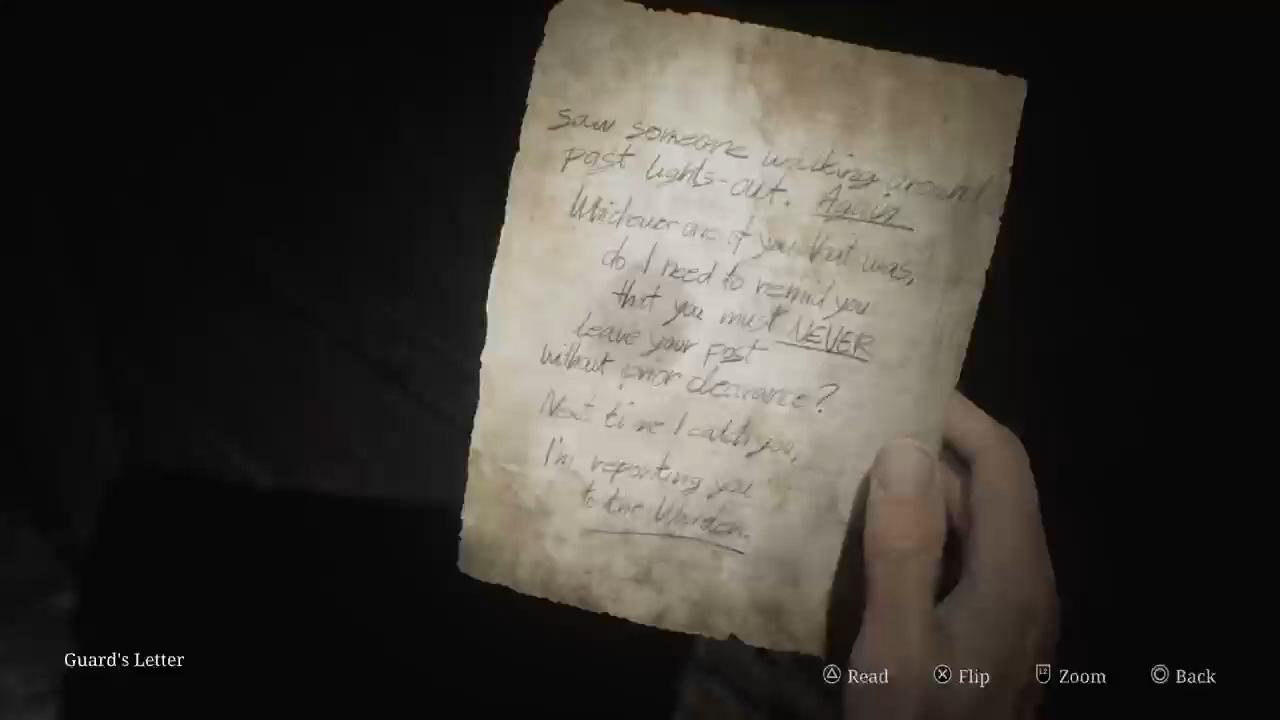 saw someone walking around
past lights-out. Again.
Whichever one of you that was,
do I need to remind you
that you must NEVER
leave your post
without prior clearance?
Next time I catch you,
I'm reporting you
to the Warden.
Guard's Letter
Read
Flip
L2 Zoom
Back